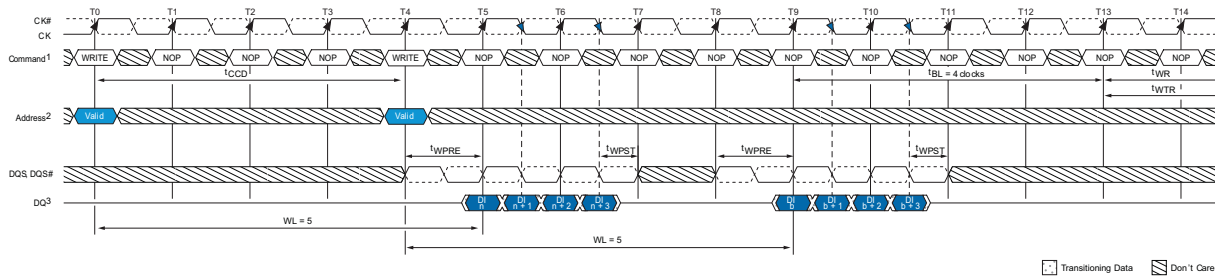 T0 T1 T2 T3 T4 T5 T6 T7 T8 T9 T10 T11 T12 T13 T14
CK#
CK
Command1 WRITE NOP NOP NOP WRITE NOP NOP NOP NOP NOP NOP NOP NOP NOP NOP
tCCD tBL = 4 clocks tWR
tWTR
Address2 Valid Valid
tWPRE tWPST tWPRE tWPST
DQS, DQS#
DQ3 DI n DI n + 1 DI n + 2 DI n + 3 DI b DI b + 1 DI b + 2 DI b + 3
WL = 5
WL = 5
Transitioning Data Don't Care